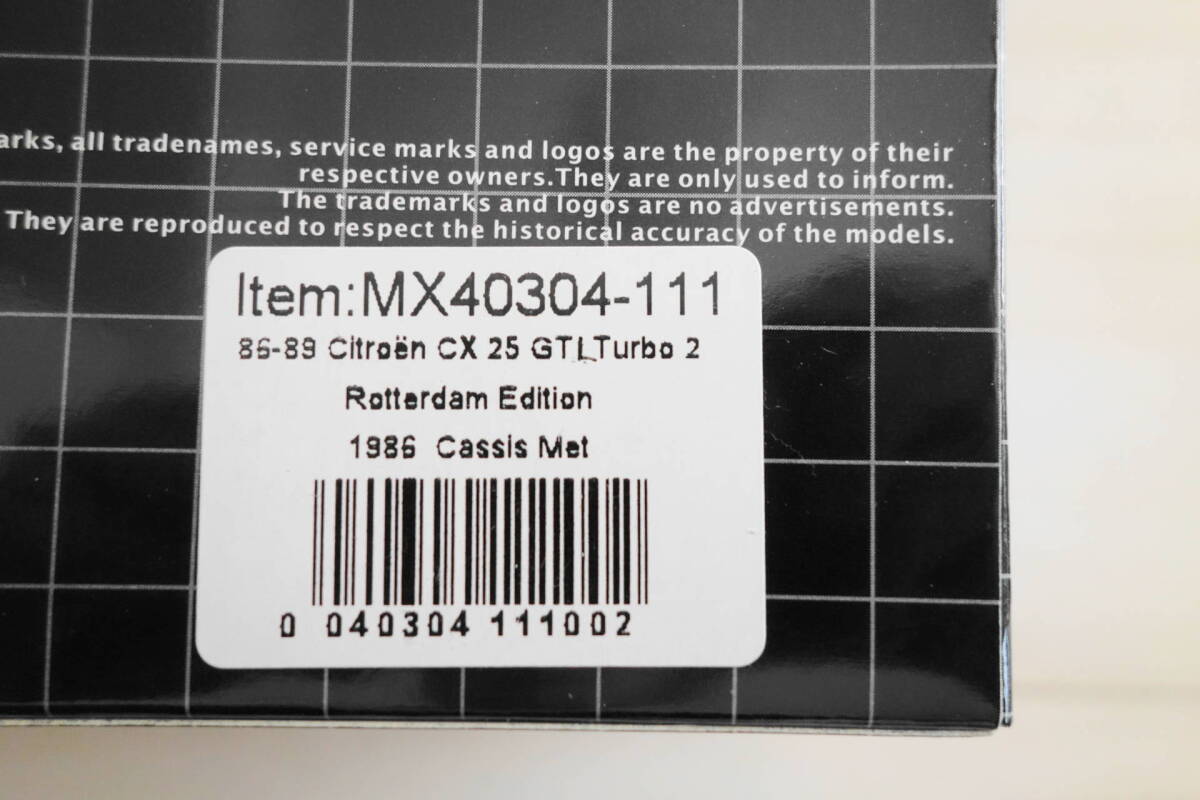 arks, all tradenames, service marks and logos are the property of their
respective owners.They are only used to inform.
The trademarks and logos are no advertisements.
They are reproduced to respect the historical accuracy of the models.
Item:MX40304-111
86-89 Citroën CX 25 GTI Turbo 2
Rotterdam Edition
1986 Cassis Met
0 040304 111002